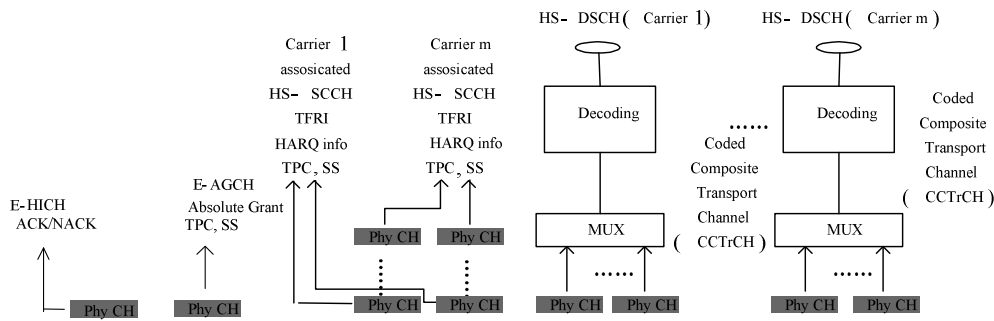 E-HICH
ACK/NACK
Phy CH
E-AGCH
Absolute Grant
TPC, SS
Phy CH
Carrier 1
assosicated
HS- SCCH
TFRI
HARQ info
TPC, SS
Carrier m
assosicated
HS- SCCH
TFRI
HARQ info
TPC, SS
Phy CH
Phy CH
Phy CH
Phy CH
HS- DSCH( Carrier 1)
Decoding
MUX
......
Phy CH
Phy CH
Coded
Composite
Transport
Channel
( CCTrCH)
......
HS- DSCH( Carrier m)
Decoding
MUX
......
Phy CH
Phy CH
Coded
Composite
Transport
Channel
( CCTrCH)